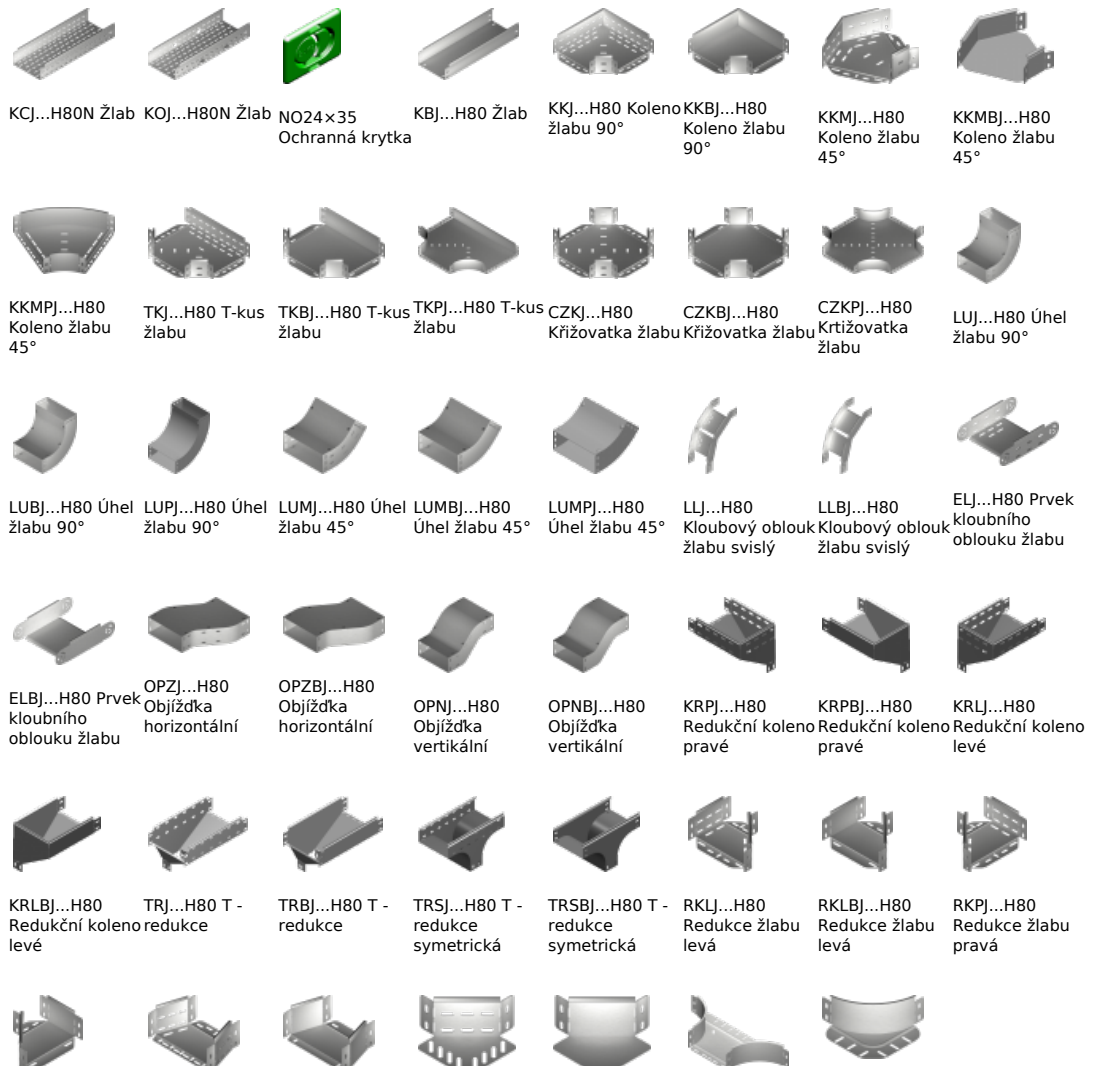 KCJ...H80N Žlab
KOJ...H80N Žlab
NO24×35
Ochranná krytka
KBJ...H80 Žlab
KKJ...H80 Koleno
žlabu 90°
KKBJ...H80
Koleno žlabu
90°
KKMJ...H80
Koleno žlabu
45°
KKMBJ...H80
Koleno žlabu
45°
KKMPJ...H80
Koleno žlabu
45°
TKJ...H80 T-kus
žlabu
TKBJ...H80 T-kus
žlabu
TKPJ...H80 T-kus
žlabu
CZKJ...H80
Křižovatka žlabu
CZKBJ...H80
Křižovatka žlabu
CZKPJ...H80
Krtižovatka
žlabu
LUJ...H80 Úhel
žlabu 90°
LUBJ...H80 Úhel
žlabu 90°
LUPJ...H80 Úhel
žlabu 90°
LUMJ...H80 Úhel
žlabu 45°
LUMBJ...H80
Úhel žlabu 45°
LUMPJ...H80
Úhel žlabu 45°
LLJ...H80
Kloubový oblouk
žlabu svislý
LLBJ...H80
Kloubový oblouk
žlabu svislý
ELJ...H80 Prvek
kloubního
oblouku žlabu
ELBJ...H80 Prvek
kloubního
oblouku žlabu
OPZJ...H80
Objížďka
horizontální
OPZBJ...H80
Objížďka
horizontální
OPNJ...H80
Objížďka
vertikální
OPNBJ...H80
Objížďka
vertikální
KRPJ...H80
Redukční koleno
pravé
KRPBJ...H80
Redukční koleno
pravé
KRLJ...H80
Redukční koleno
levé
KRLBJ...H80
Redukční koleno
levé
TRJ...H80 T -
redukce
TRBJ...H80 T -
redukce
TRSJ...H80 T -
redukce
symetrická
TRSBJ...H80 T -
redukce
symetrická
RKLJ...H80
Redukce žlabu
levá
RKLBJ...H80
Redukce žlabu
levá
RKPJ...H80
Redukce žlabu
pravá